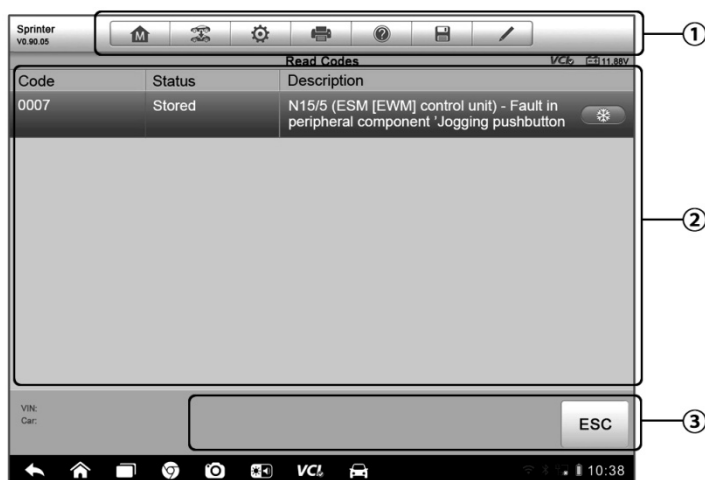 Sprinter
V0.90.05
M
①
Read Codes
VCI 11.88V
Code Status Description
0007 Stored N15/5 (ESM [EWM] control unit) - Fault in
peripheral component 'Jogging pushbutton
②
VIN:
Car:
ESC
③
VCI 10:38